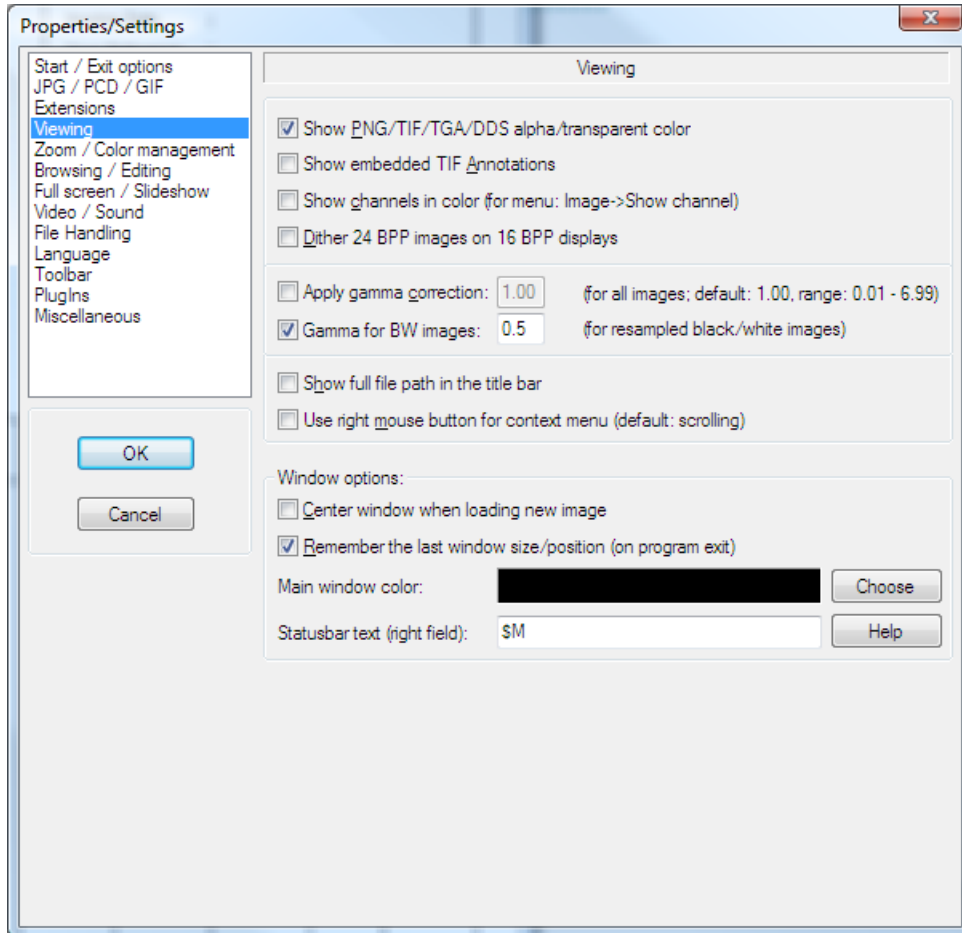 Properties/Settings
Start / Exit options
JPG / PCD / GIF
Extensions
Viewing
Zoom / Color management
Browsing / Editing
Full screen / Slideshow
Video / Sound
File Handling
Language
Toolbar
PlugIns
Miscellaneous
OK
Cancel
Viewing
Show PNG/TIF/TGA/DDS alpha/transparent color
Show embedded TIF Annotations
Show channels in color (for menu: Image->Show channel)
Dither 24 BPP images on 16 BPP displays
Apply gamma correction: 1.00 (for all images; default: 1.00, range: 0.01 - 6.99)
Gamma for BW images: 0.5 (for resampled black/white images)
Show full file path in the title bar
Use right mouse button for context menu (default: scrolling)
Window options:
Center window when loading new image
Remember the last window size/position (on program exit)
Main window color: Choose
Statusbar text (right field): $M Help